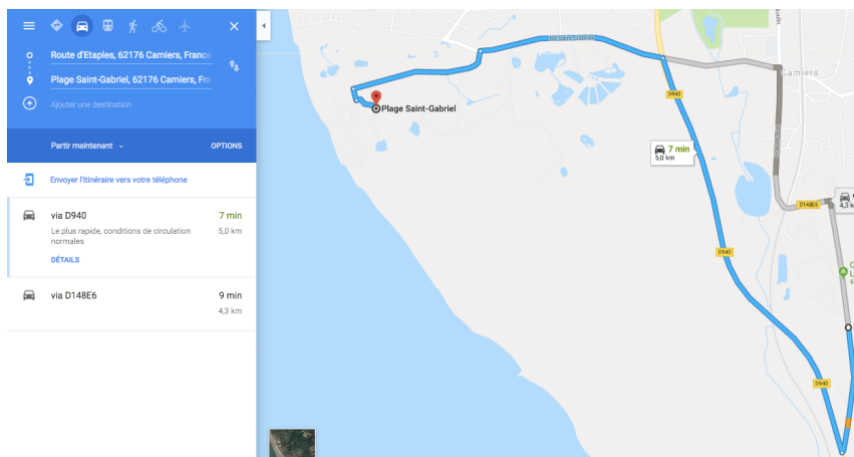 Route d'Etaples, 62176 Camiers, France
Plage Saint-Gabriel, 62176 Camiers, Fra
Ajouter une destination
Partir maintenant
OPTIONS
Envoyer l'itinéraire vers votre téléphone
via D940
7 min
Le plus rapide, conditions de circulation
normales
5,0 km
DÉTAILS
via D148E6
9 min
4,3 km
Camiers
D940
Plage Saint-Gabriel
7 min
5,0 km
D148E6
4,3 k
D940
D940